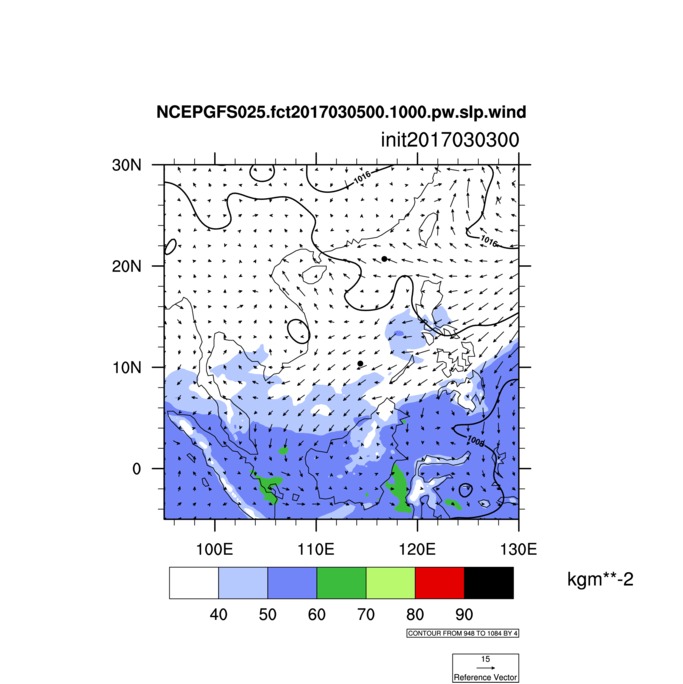 NCEPGFS025.fct2017030500.1000.pw.slp.wind
init2017030300
30N
1016
1016
20N
10N
1008
0
100E 110E 120E 130E
kgm**-2
40 50 60 70 80 90
CONTOUR FROM 948 TO 1084 BY 4
15
Reference Vector